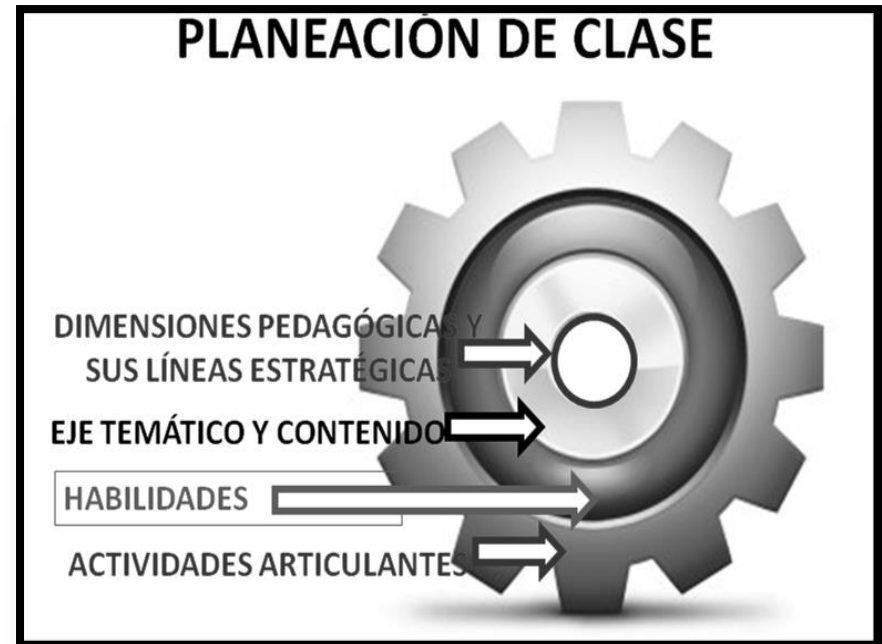 PLANEACIÓN DE CLASE
DIMENSIONES PEDAGÓGICAS Y
SUS LÍNEAS ESTRATÉGICAS
EJE TEMÁTICO Y CONTENIDO
HABILIDADES
ACTIVIDADES ARTICULANTES